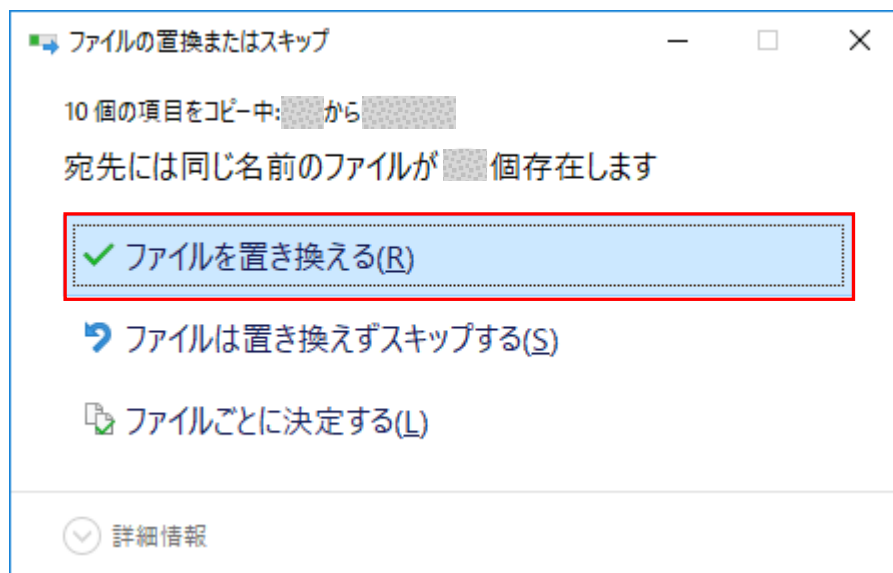 ファイルの置換またはスキップ
10 個の項目をコピー中: から
宛先には同じ名前のファイルが 個存在します
ファイルを置き換える(R)
ファイルは置き換えずスキップする(S)
ファイルごとに決定する(L)
詳細情報